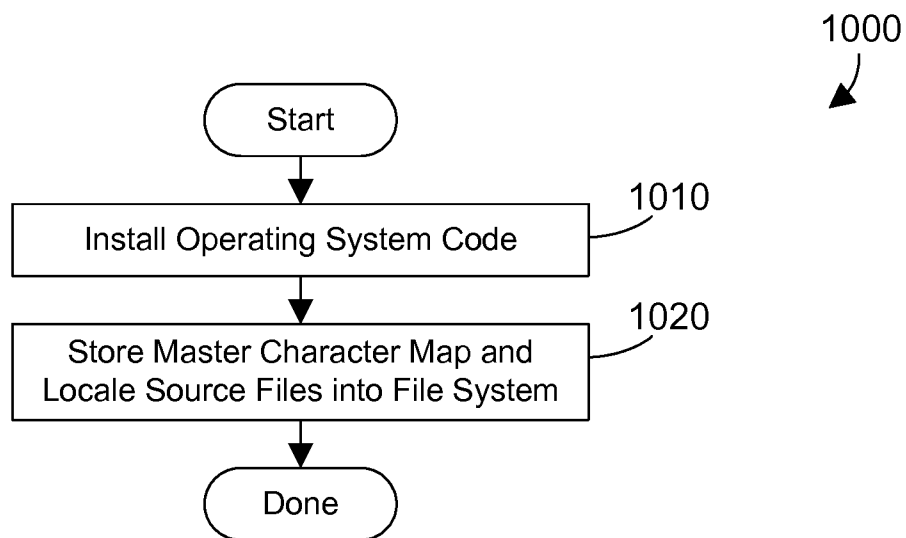 1000
Start
1010
Install Operating System Code
1020
Store Master Character Map and
Locale Source Files into File System
Done